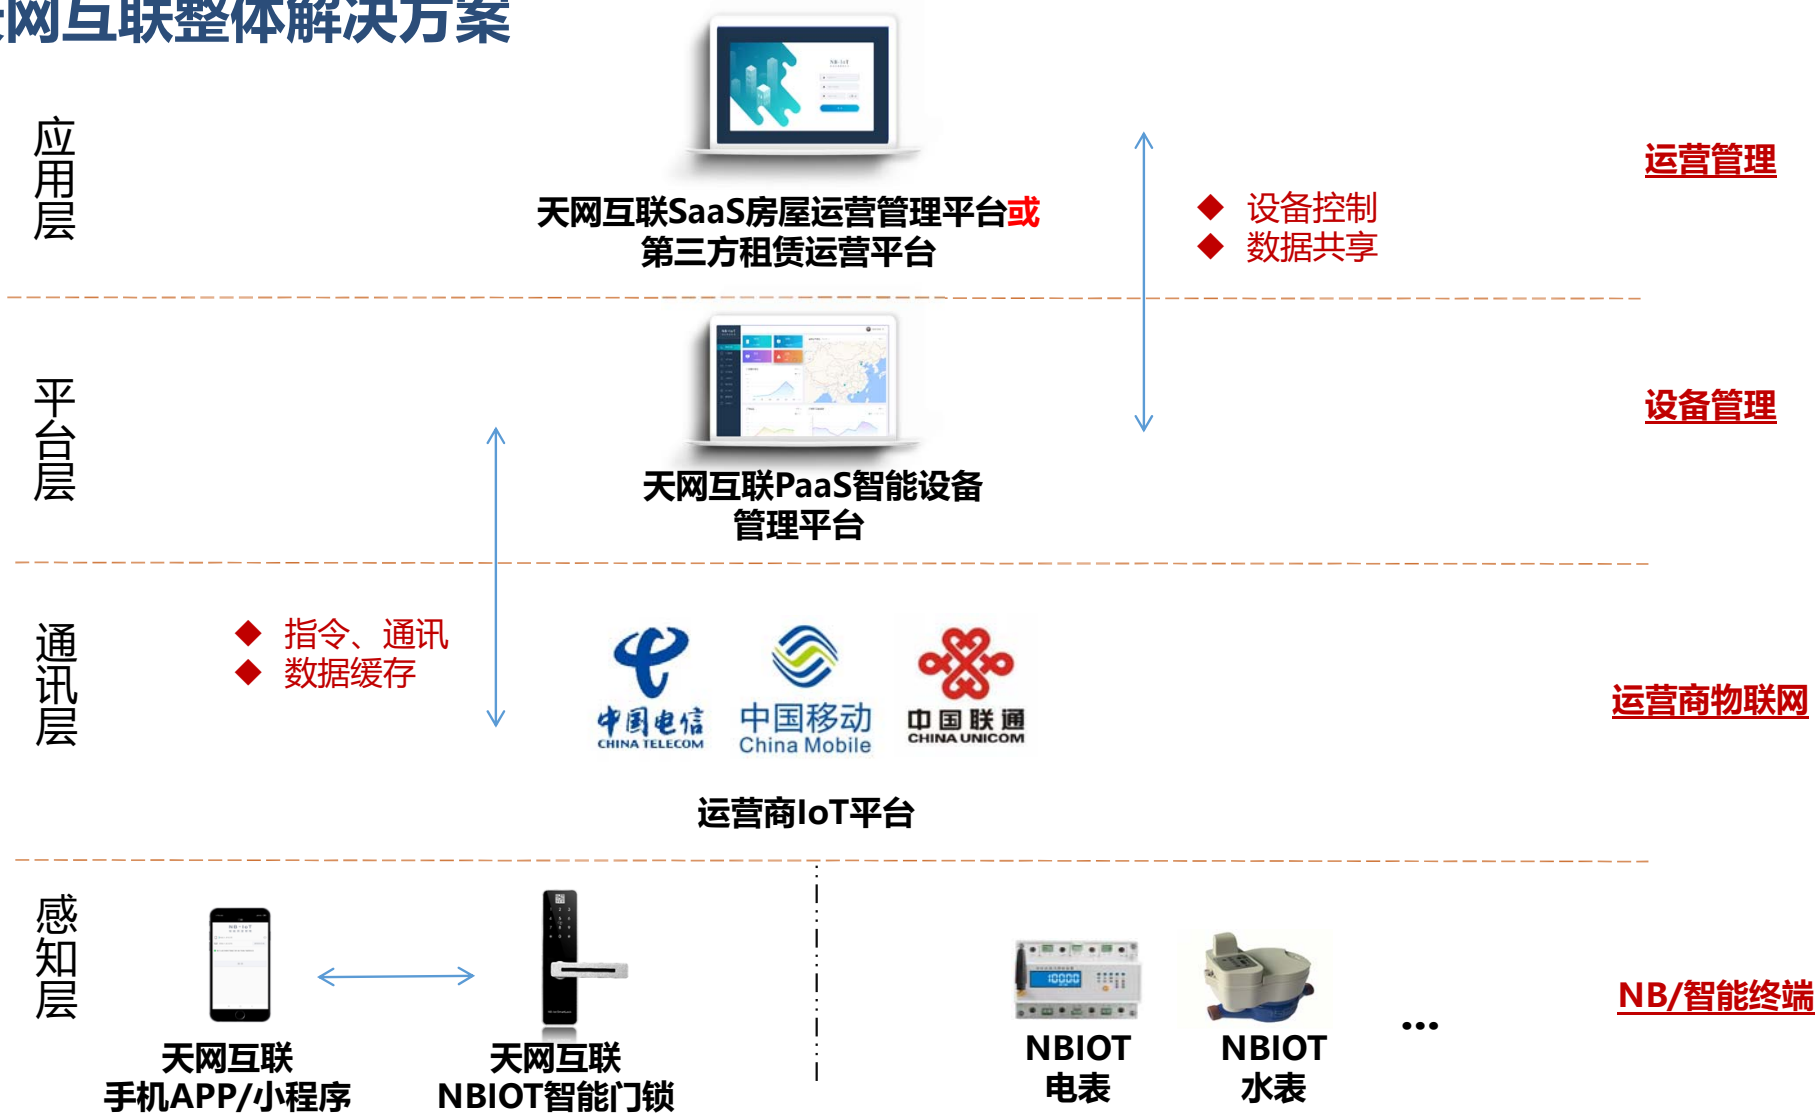 天网互联整体解决方案
应用层
NB-IoT
天网互联SaaS房屋运营管理平台或
第三方租赁运营平台
设备控制
数据共享
运营管理
平台层
NB-IoT
天网互联PaaS智能设备
管理平台
设备管理
通讯层
指令、通讯
数据缓存
中国电信
CHINA TELECOM
中国移动
China Mobile
中国联通
CHINA UNICOM
运营商IoT平台
运营商物联网
感知层
NB-IoT
天网互联
手机APP/小程序
天网互联
NBIOT智能门锁
10000
NBIOT
电表
NBIOT
水表
...
NB/智能终端